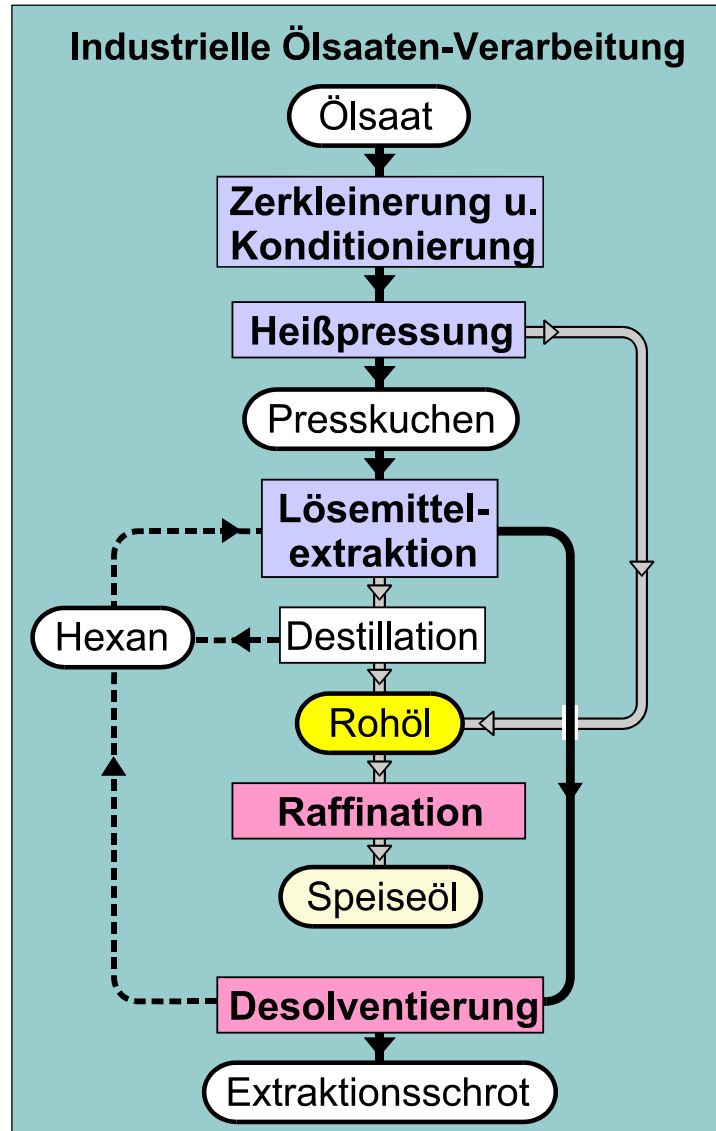 Industrielle Ölsaaten-Verarbeitung
Ölsaat
Zerkleinerung u.
Konditionierung
Heißpressung
Presskuchen
Lösemittel-
extraktion
Hexan
Destillation
Rohöl
Raffination
Speiseöl
Desolventierung
Extraktionsschrot